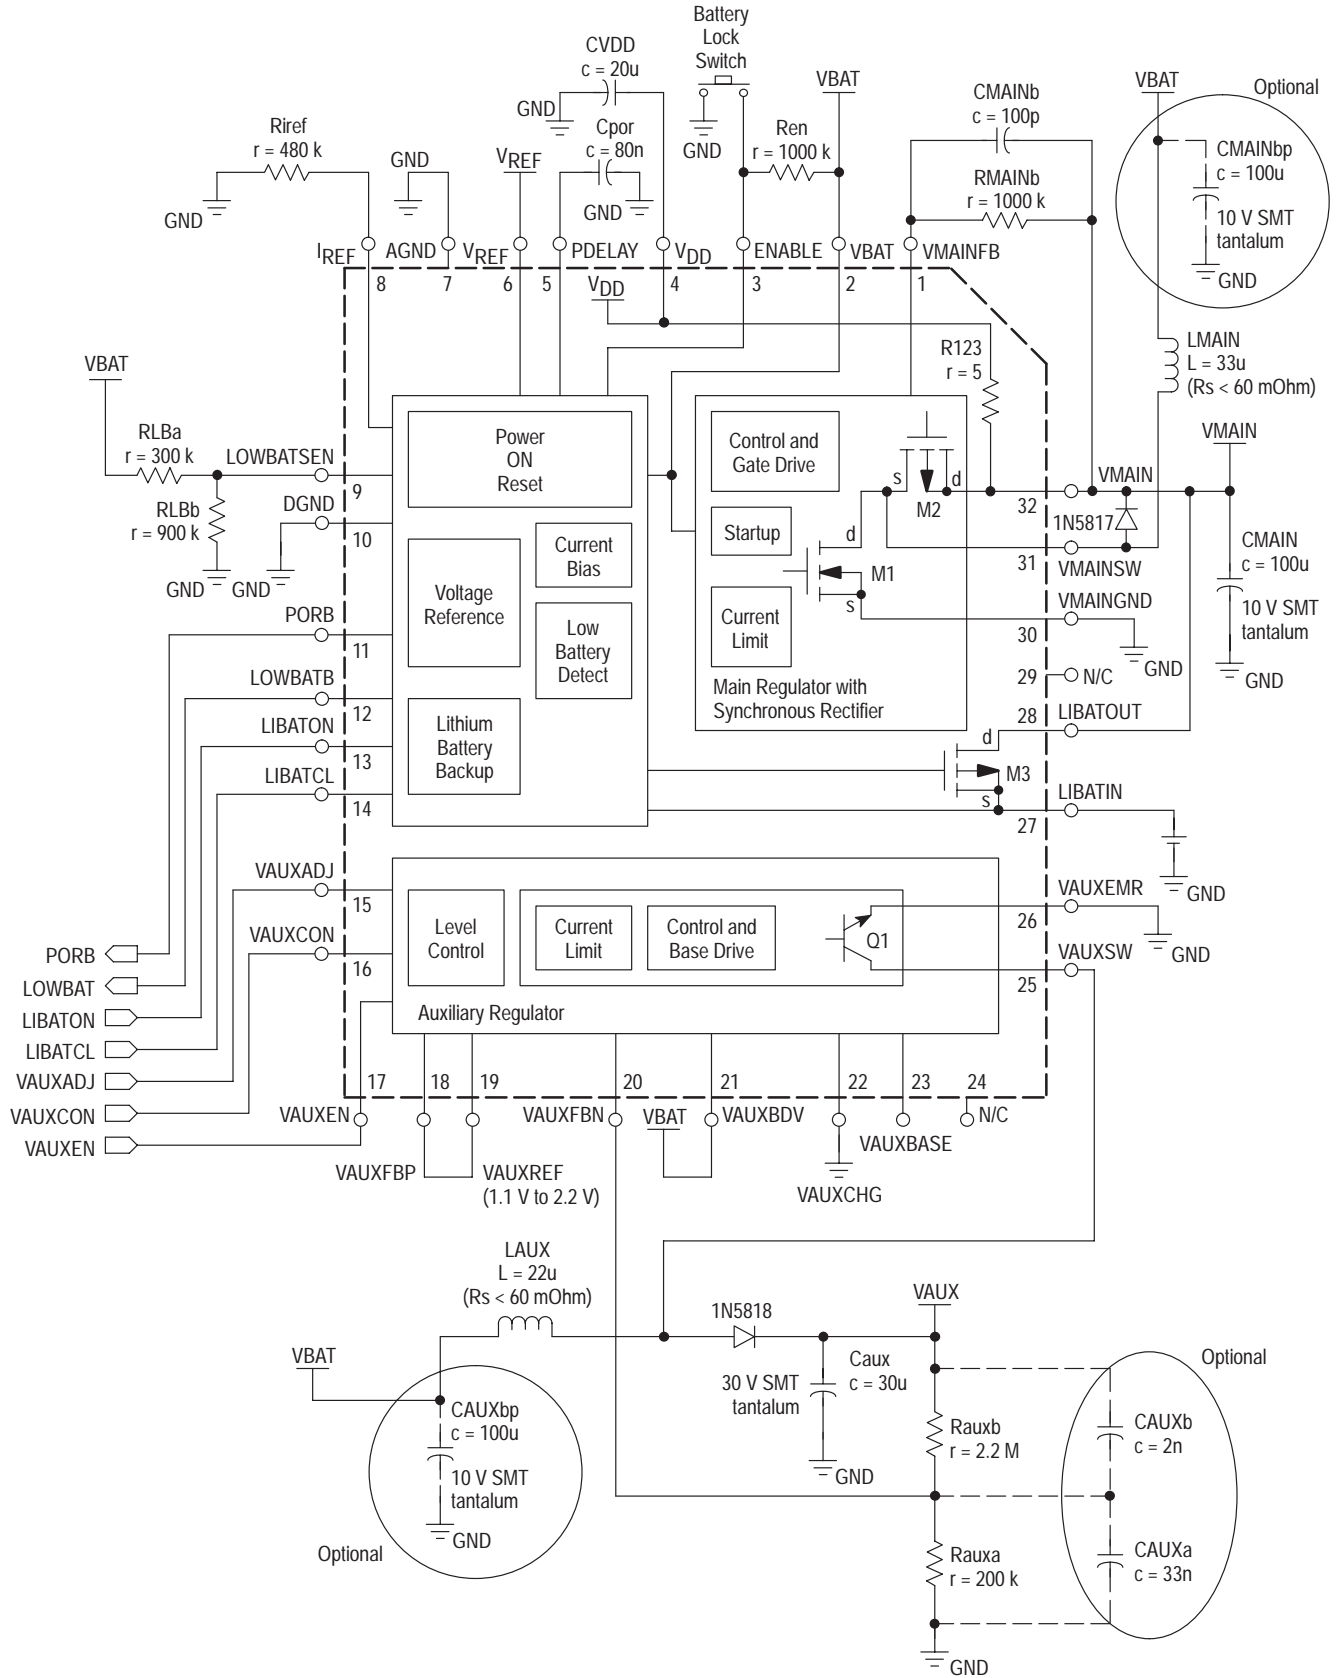 Battery
Lock
Switch
CVDD
c = 20u
GND
Cpor
c = 80n
GND
GND
Ren
r = 1000 k
VBAT
CMAINb
c = 100p
RMAINb
r = 1000 k
VBAT
Optional
CMAINbp
c = 100u
10 V SMT
tantalum
GND
Riref
r = 480 k
GND
GND
VREF
IREF
AGND
VREF
PDELAY
VDD
ENABLE
VBAT
VMAINFB
8
7
6
5
4
3
2
1
VDD
R123
r = 5
LMAIN
L = 33u
(Rs < 60 mOhm)
VBAT
RLBa
r = 300 k
LOWBATSEN
9
RLBb
r = 900 k
GND
DGND
10
GND
Power
ON
Reset
Current
Bias
Voltage
Reference
Low
Battery
Detect
Lithium
Battery
Backup
Control and
Gate Drive
Startup
Current
Limit
s
d
M2
d
M1
s
Main Regulator with
Synchronous Rectifier
VMAIN
VMAIN
32
1N5817
31
VMAINSW
CMAIN
c = 100u
10 V SMT
tantalum
GND
VMAINGND
30
GND
29
N/C
28
LIBATOUT
d
M3
s
LIBATIN
27
GND
PORB
11
LOWBATB
12
LIBATON
13
LIBATCL
14
VAUXADJ
15
VAUXCON
16
Level
Control
Current
Limit
Control and
Base Drive
Q1
Auxiliary Regulator
VAUXEMR
26
GND
VAUXSW
25
PORB
LOWBAT
LIBATON
LIBATCL
VAUXADJ
VAUXCON
VAUXEN
17
18
19
20
21
22
23
24
VAUXEN
VAUXFBP
VAUXREF
(1.1 V to 2.2 V)
VAUXFBN
VBAT
VAUXBDV
VAUXCHG
VAUXBASE
N/C
LAUX
L = 22u
(Rs < 60 mOhm)
1N5818
VAUX
VBAT
CAUXbp
c = 100u
10 V SMT
tantalum
GND
Optional
30 V SMT
tantalum
Caux
c = 30u
GND
Rauxb
r = 2.2 M
Rauxa
r = 200 k
GND
Optional
CAUXb
c = 2n
CAUXa
c = 33n